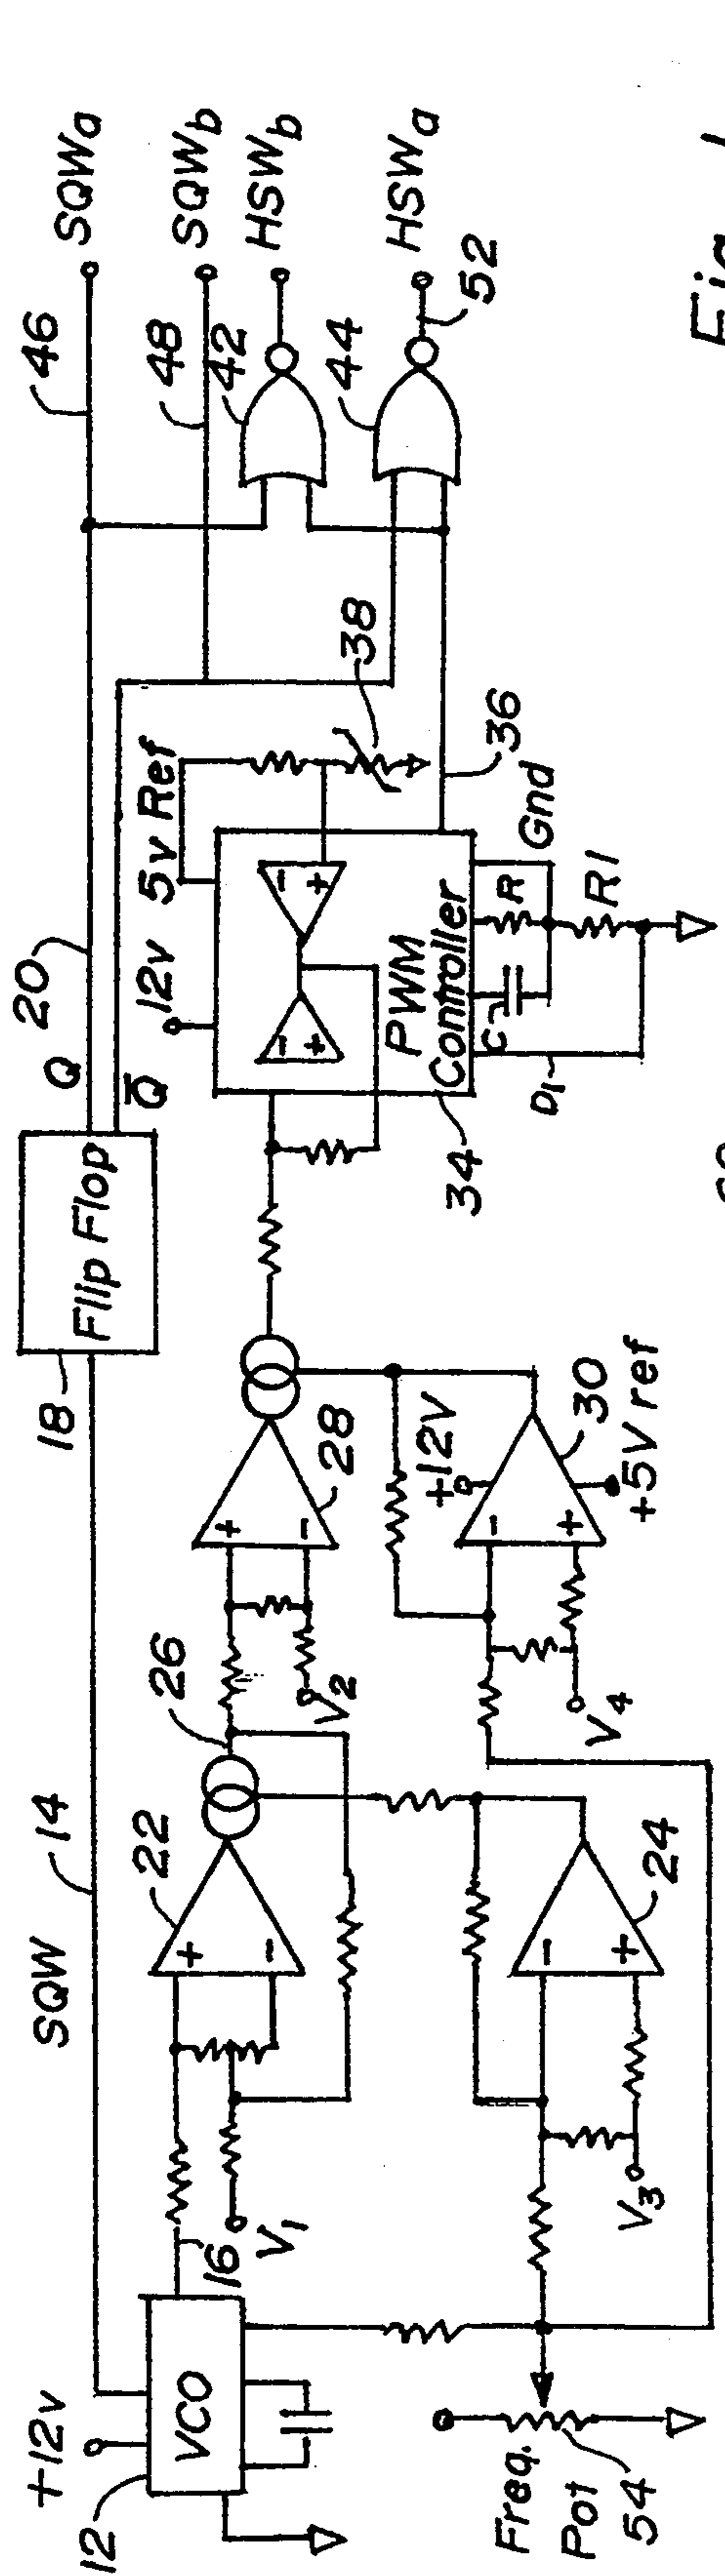 +12v
12
VCO
SQW
14
16
V1
22
+
−
26
V2
28
+
−
18
Flip Flop
Q
Q̅
20
46
SQWa
48
SQWb
42
HSWb
44
HSWa
52
12v
5v Ref
38
−
+
−
+
PWM
Controller
34
36
C
R
Gnd
R1
D1
Freq.
Pot
54
V3
24
−
+
V4
30
−
+
+12V
+5V ref
Fig. 1